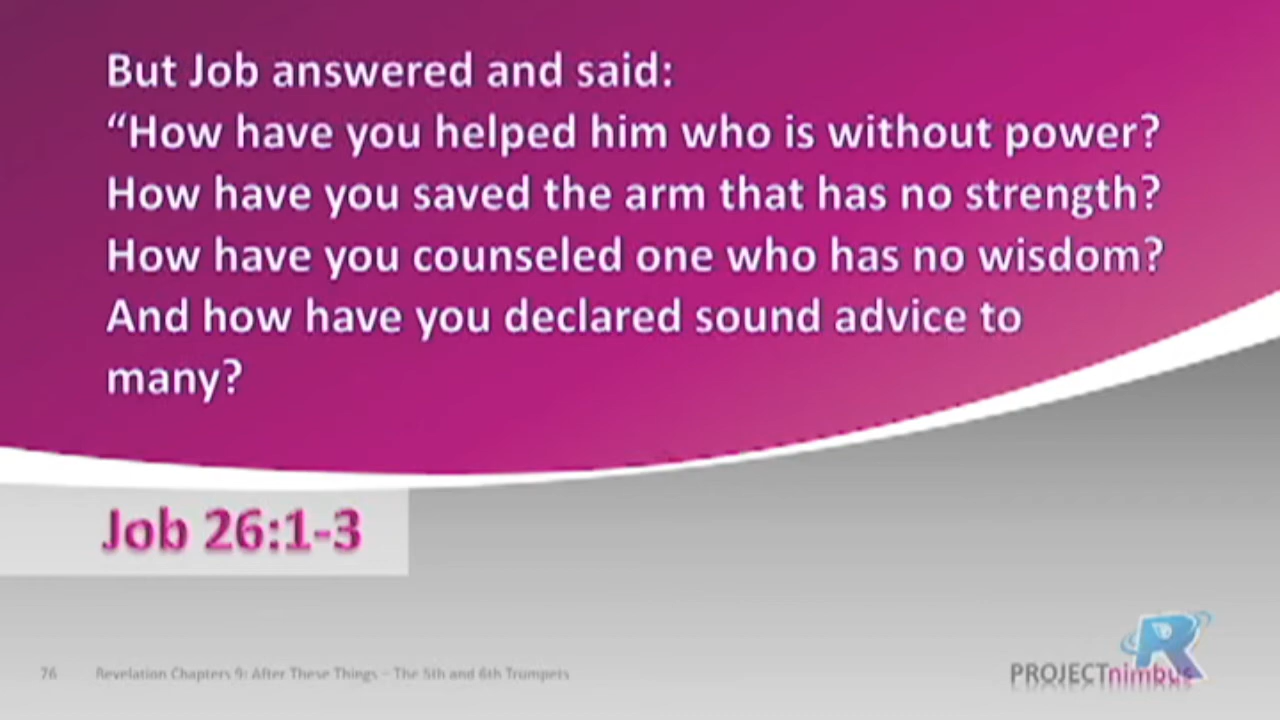 But Job answered and said:
“How have you helped him who is without power?
How have you saved the arm that has no strength?
How have you counseled one who has no wisdom?
And how have you declared sound advice to
many?
Job 26:1-3
76 Revelation Chapters 9: After These Things – The 5th and 6th Trumpets
R
PROJECTnimbus